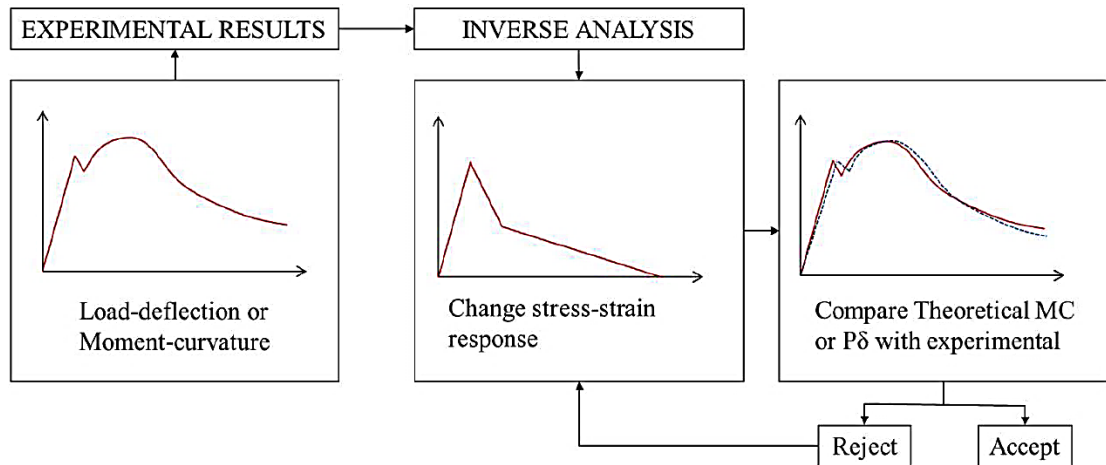 EXPERIMENTAL RESULTS
INVERSE ANALYSIS
Load-deflection or
Moment-curvature
Change stress-strain
response
Compare Theoretical MC
or Pδ with experimental
Reject
Accept